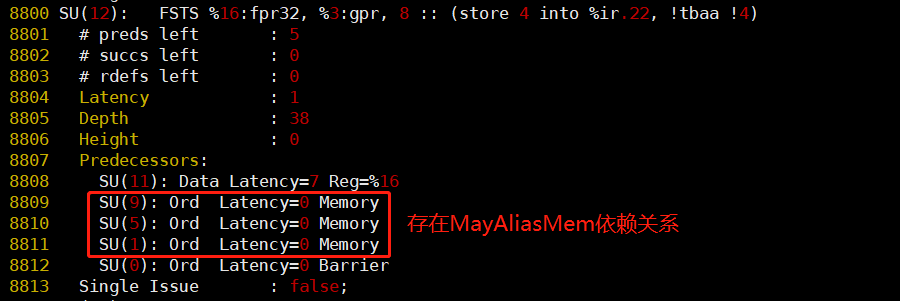 8800 SU(12):   FSTS %16:fpr32, %3:gpr, 8 :: (store 4 into %ir.22, !tbaa !4)
8801   # preds left       : 5
8802   # succs left       : 0
8803   # rdefs left       : 0
8804   Latency            : 1
8805   Depth              : 38
8806   Height             : 0
8807   Predecessors:
8808     SU(11): Data Latency=7 Reg=%16
8809     SU(9): Ord  Latency=0 Memory
8810     SU(5): Ord  Latency=0 Memory 存在MayAliasMem依赖关系
8811     SU(1): Ord  Latency=0 Memory
8812     SU(0): Ord  Latency=0 Barrier
8813   Single Issue       : false;